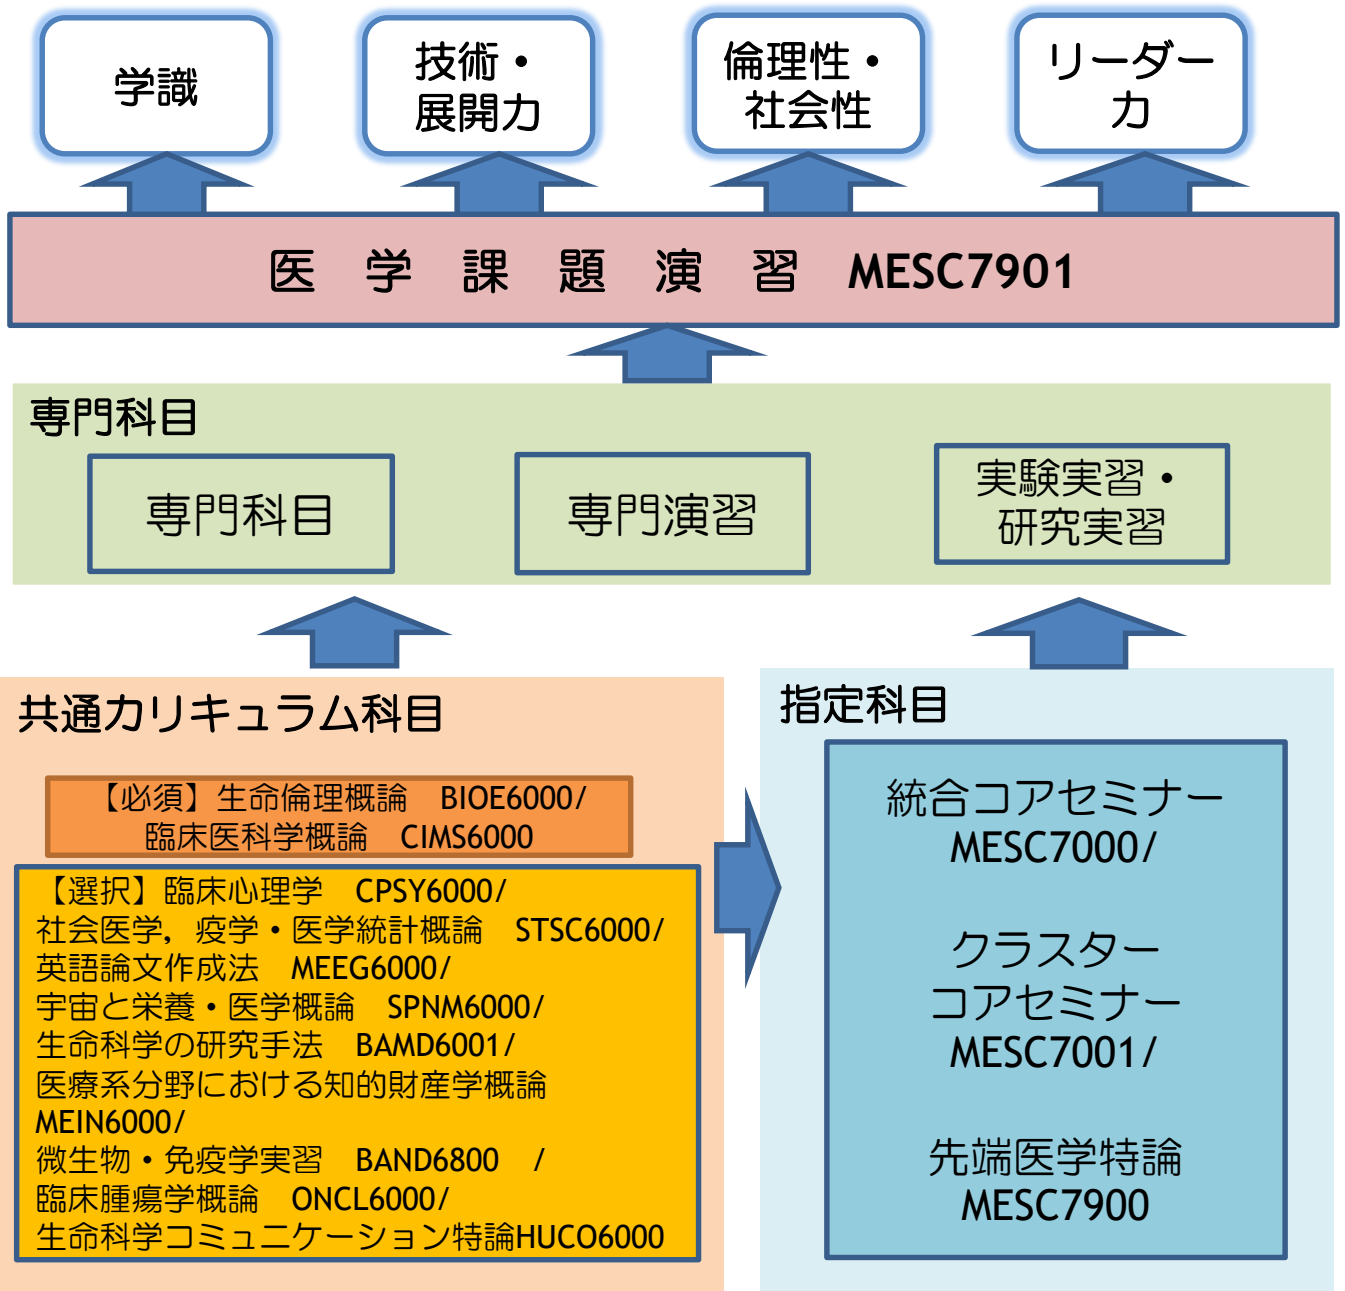 学識
技術・
展開力
倫理性・
社会性
リーダー
力
医　学　課　題　演　習　MESC7901
専門科目
専門科目
専門演習
実験実習・
研究実習
共通カリキュラム科目
【必須】生命倫理概論　BIOE6000/
臨床医科学概論　CIMS6000
【選択】臨床心理学　CPSY6000/
社会医学，疫学・医学統計概論　STSC6000/
英語論文作成法　MEEG6000/
宇宙と栄養・医学概論　SPNM6000/
生命科学の研究手法　BAMD6001/
医療系分野における知的財産学概論
MEIN6000/
微生物・免疫学実習　BAND6800　/
臨床腫瘍学概論　ONCL6000/
生命科学コミュニケーション特論HUCO6000
指定科目
統合コアセミナー
MESC7000/
クラスター
コアセミナー
MESC7001/
先端医学特論
MESC7900